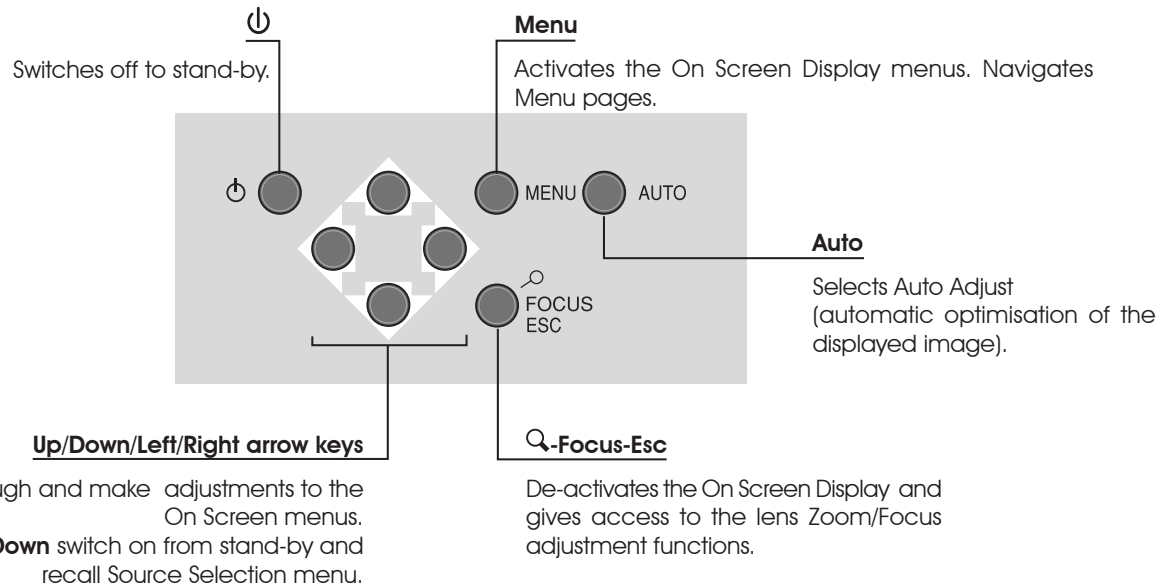 Switches off to stand-by.
Menu
Activates the On Screen Display menus. Navigates
Menu pages.
MENU
AUTO
FOCUS
ESC
Auto
Selects Auto Adjust
(automatic optimisation of the
displayed image).
Up/Down/Left/Right arrow keys
and make adjustments to the
On Screen menus.
Down switch on from stand-by and
recall Source Selection menu.
-Focus-Esc
De-activates the On Screen Display and
gives access to the lens Zoom/Focus
adjustment functions.